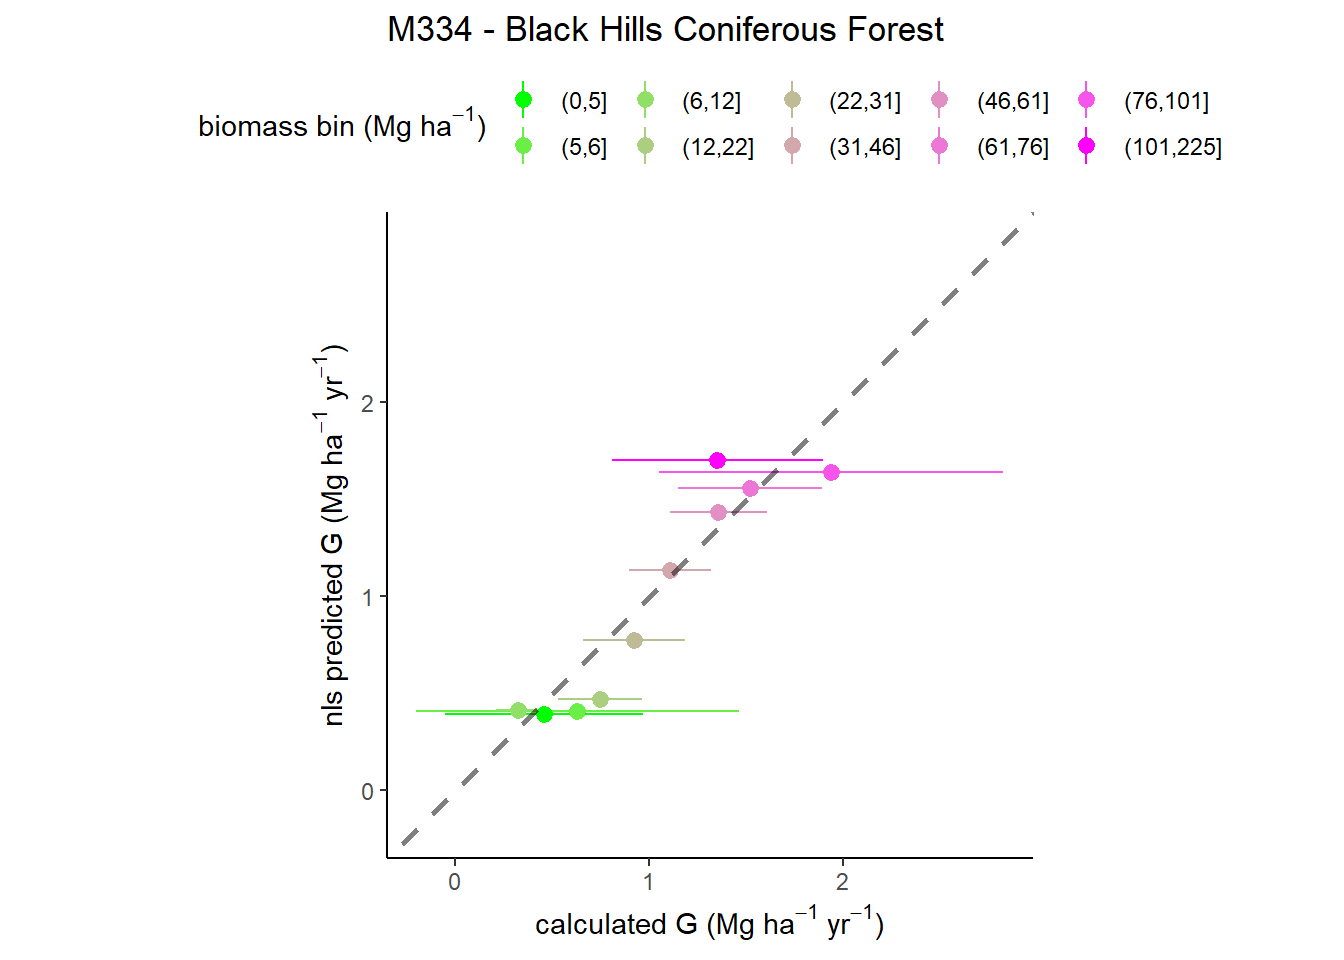 M334 - Black Hills Coniferous Forest
biomass bin (Mg ha⁻¹)
(0,5] (6,12] (22,31] (46,61] (76,101]
(5,6] (12,22] (31,46] (61,76] (101,225]
nls predicted G (Mg ha⁻¹ yr⁻¹)
2
1
0
0 1 2
calculated G (Mg ha⁻¹ yr⁻¹)